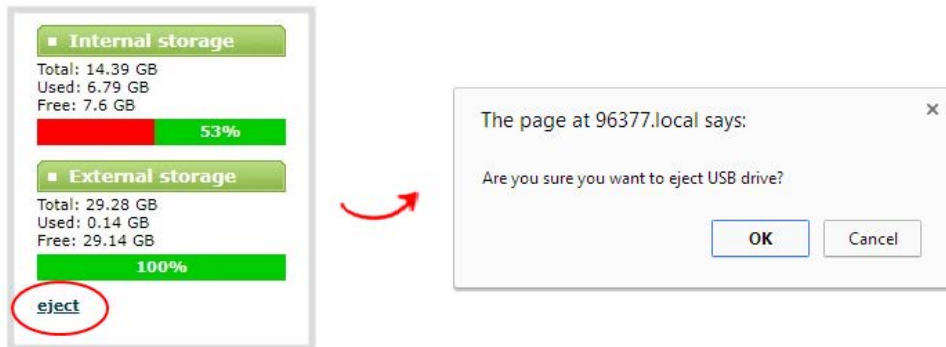 Internal storage
Total: 14.39 GB
Used: 6.79 GB
Free: 7.6 GB
53%
External storage
Total: 29.28 GB
Used: 0.14 GB
Free: 29.14 GB
100%
eject
The page at 96377.local says:
Are you sure you want to eject USB drive?
OK Cancel